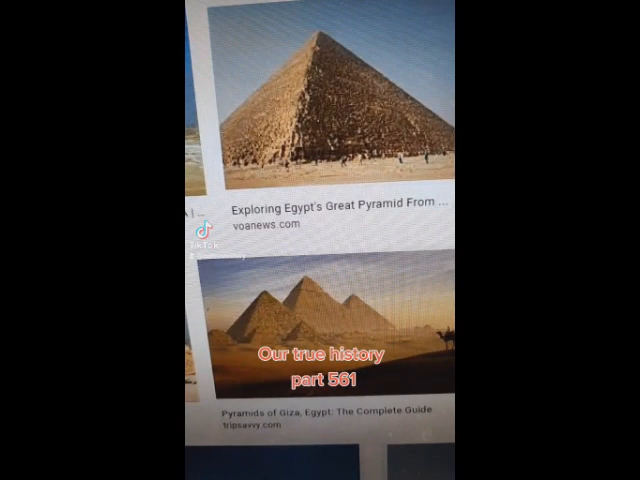 Exploring Egypt's Great Pyramid From ...
voanews.com
TikTok
Our true history
part 561
Pyramids of Giza, Egypt: The Complete Guide
tripsavvy.com